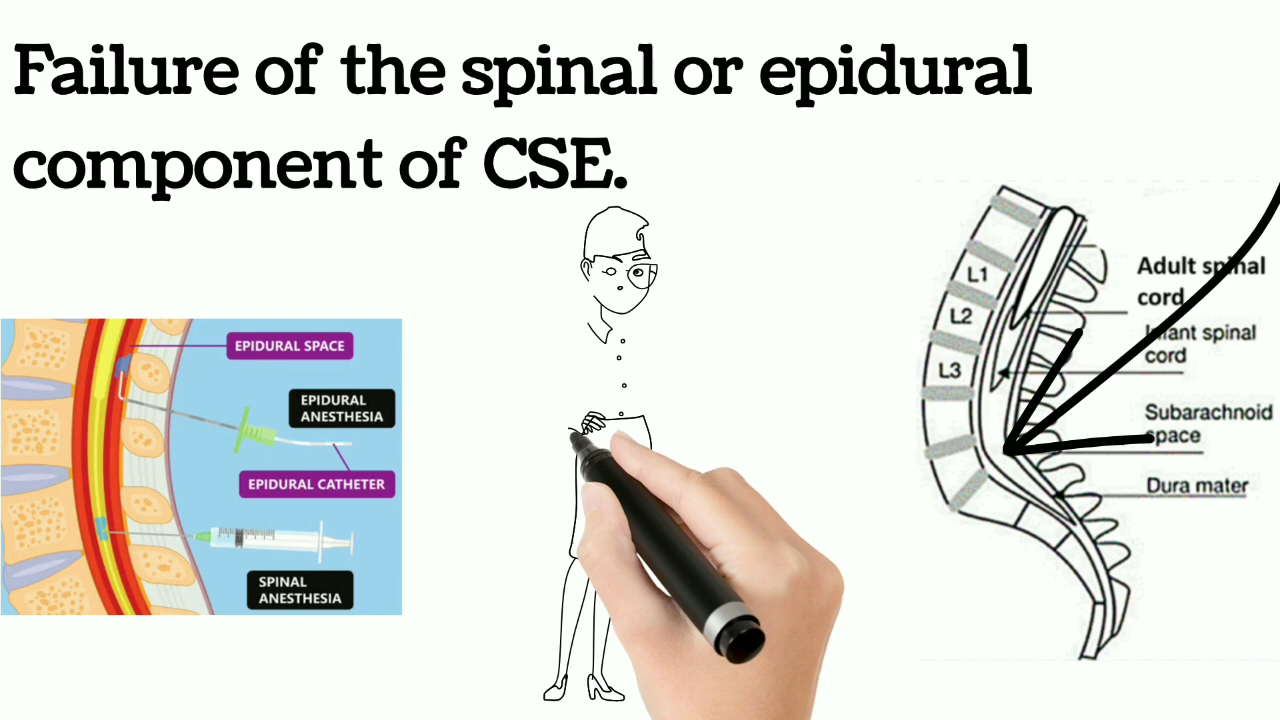 Failure of the spinal or epidural
component of CSE.
EPIDURAL SPACE
EPIDURAL
ANESTHESIA
EPIDURAL CATHETER
SPINAL
ANESTHESIA
L1
L2
L3
Adult spinal
cord
Infant spinal
cord
Subarachnoid
space
Dura mater